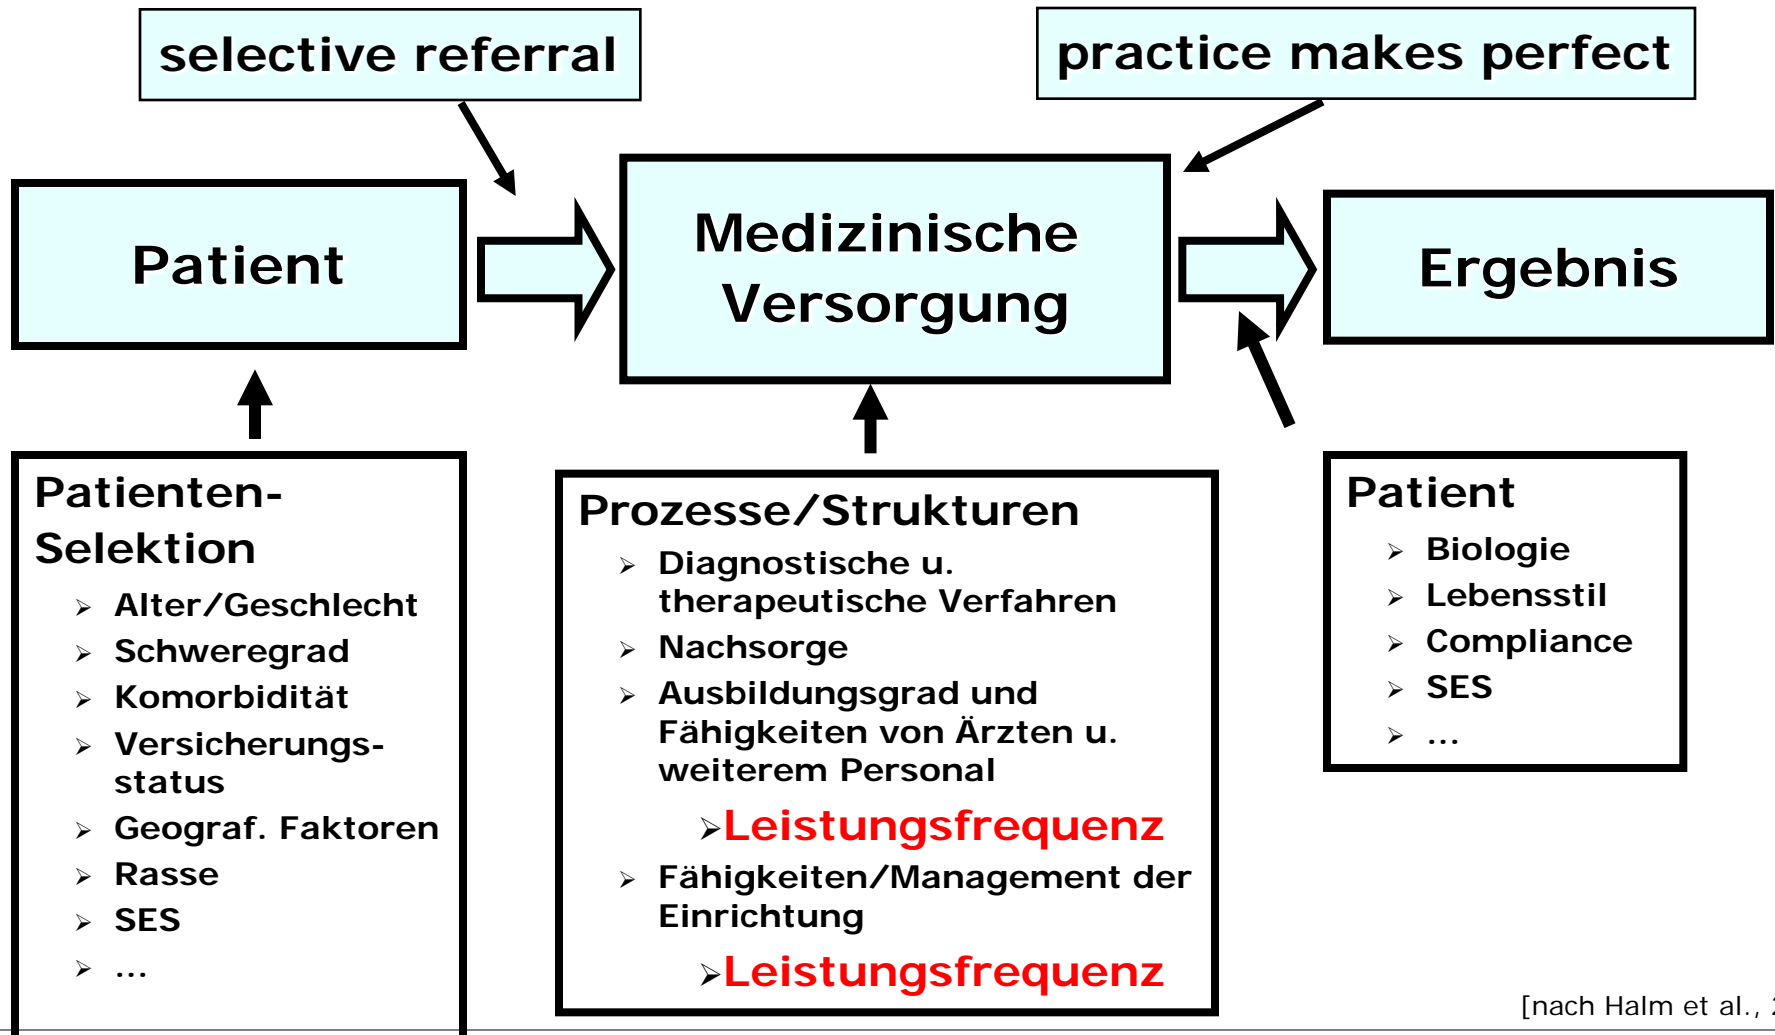 selective referral
practice makes perfect
Patient
Medizinische
Versorgung
Ergebnis
Patienten-
Selektion
➢ Alter/Geschlecht
➢ Schweregrad
➢ Komorbidität
➢ Versicherungs-
status
➢ Geograf. Faktoren
➢ Rasse
➢ SES
➢ ...
Prozesse/Strukturen
➢ Diagnostische u.
therapeutische Verfahren
➢ Nachsorge
➢ Ausbildungsgrad und
Fähigkeiten von Ärzten u.
weiterem Personal
➢Leistungsfrequenz
➢ Fähigkeiten/Management der
Einrichtung
➢Leistungsfrequenz
Patient
➢ Biologie
➢ Lebensstil
➢ Compliance
➢ SES
➢ ...
[nach Halm et al.,